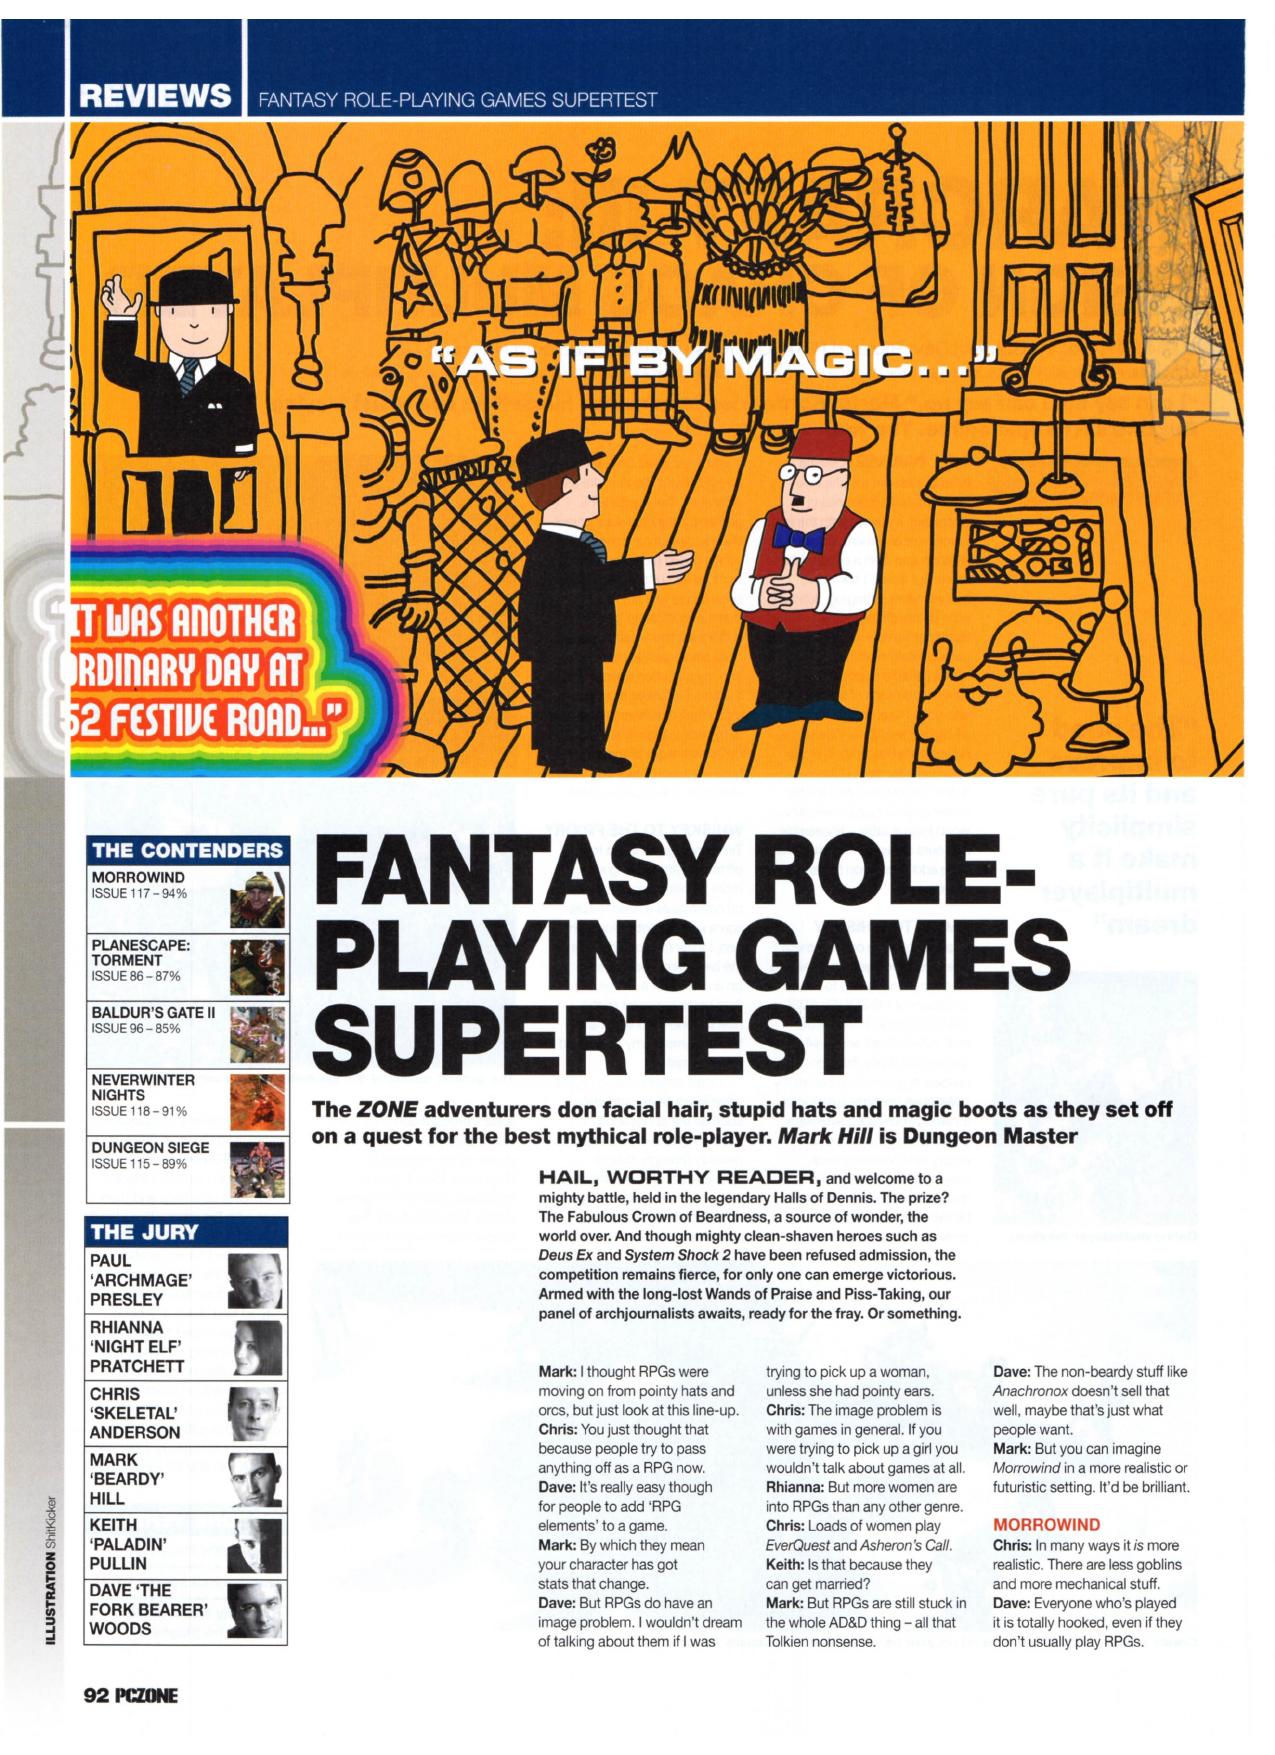 REVIEWS
FANTASY ROLE-PLAYING GAMES SUPERTEST
"AS IF BY MAGIC..."
"IT WAS ANOTHER
ORDINARY DAY AT
52 FESTIVE ROAD..."
THE CONTENDERS
MORROWIND
ISSUE 117 – 94%
PLANESCAPE:
TORMENT
ISSUE 86 – 87%
BALDUR'S GATE II
ISSUE 96 – 85%
NEVERWINTER
NIGHTS
ISSUE 118 – 91%
DUNGEON SIEGE
ISSUE 115 – 89%
THE JURY
PAUL
'ARCHMAGE'
PRESLEY
RHIANNA
'NIGHT ELF'
PRATCHETT
CHRIS
'SKELETAL'
ANDERSON
MARK
'BEARDY'
HILL
KEITH
'PALADIN'
PULLIN
DAVE 'THE
FORK BEARER'
WOODS
ILLUSTRATION ShitKicker
FANTASY ROLE-
PLAYING GAMES
SUPERTEST
The ZONE adventurers don facial hair, stupid hats and magic boots as they set off
on a quest for the best mythical role-player. Mark Hill is Dungeon Master
HAIL, WORTHY READER, and welcome to a
mighty battle, held in the legendary Halls of Dennis. The prize?
The Fabulous Crown of Beardness, a source of wonder, the
world over. And though mighty clean-shaven heroes such as
Deus Ex and System Shock 2 have been refused admission, the
competition remains fierce, for only one can emerge victorious.
Armed with the long-lost Wands of Praise and Piss-Taking, our
panel of archjournalists awaits, ready for the fray. Or something.
Mark: I thought RPGs were
moving on from pointy hats and
orcs, but just look at this line-up.
Chris: You just thought that
because people try to pass
anything off as a RPG now.
Dave: It's really easy though
for people to add 'RPG
elements' to a game.
Mark: By which they mean
your character has got
stats that change.
Dave: But RPGs do have an
image problem. I wouldn't dream
of talking about them if I was
trying to pick up a woman,
unless she had pointy ears.
Chris: The image problem is
with games in general. If you
were trying to pick up a girl you
wouldn't talk about games at all.
Rhianna: But more women are
into RPGs than any other genre.
Chris: Loads of women play
EverQuest and Asheron's Call.
Keith: Is that because they
can get married?
Mark: But RPGs are still stuck in
the whole AD&D thing – all that
Tolkien nonsense.
Dave: The non-beardy stuff like
Anachronox doesn't sell that
well, maybe that's just what
people want.
Mark: But you can imagine
Morrowind in a more realistic or
futuristic setting. It'd be brilliant.
MORROWIND
Chris: In many ways it is more
realistic. There are less goblins
and more mechanical stuff.
Dave: Everyone who's played
it is totally hooked, even if they
don't usually play RPGs.
92 PCZONE